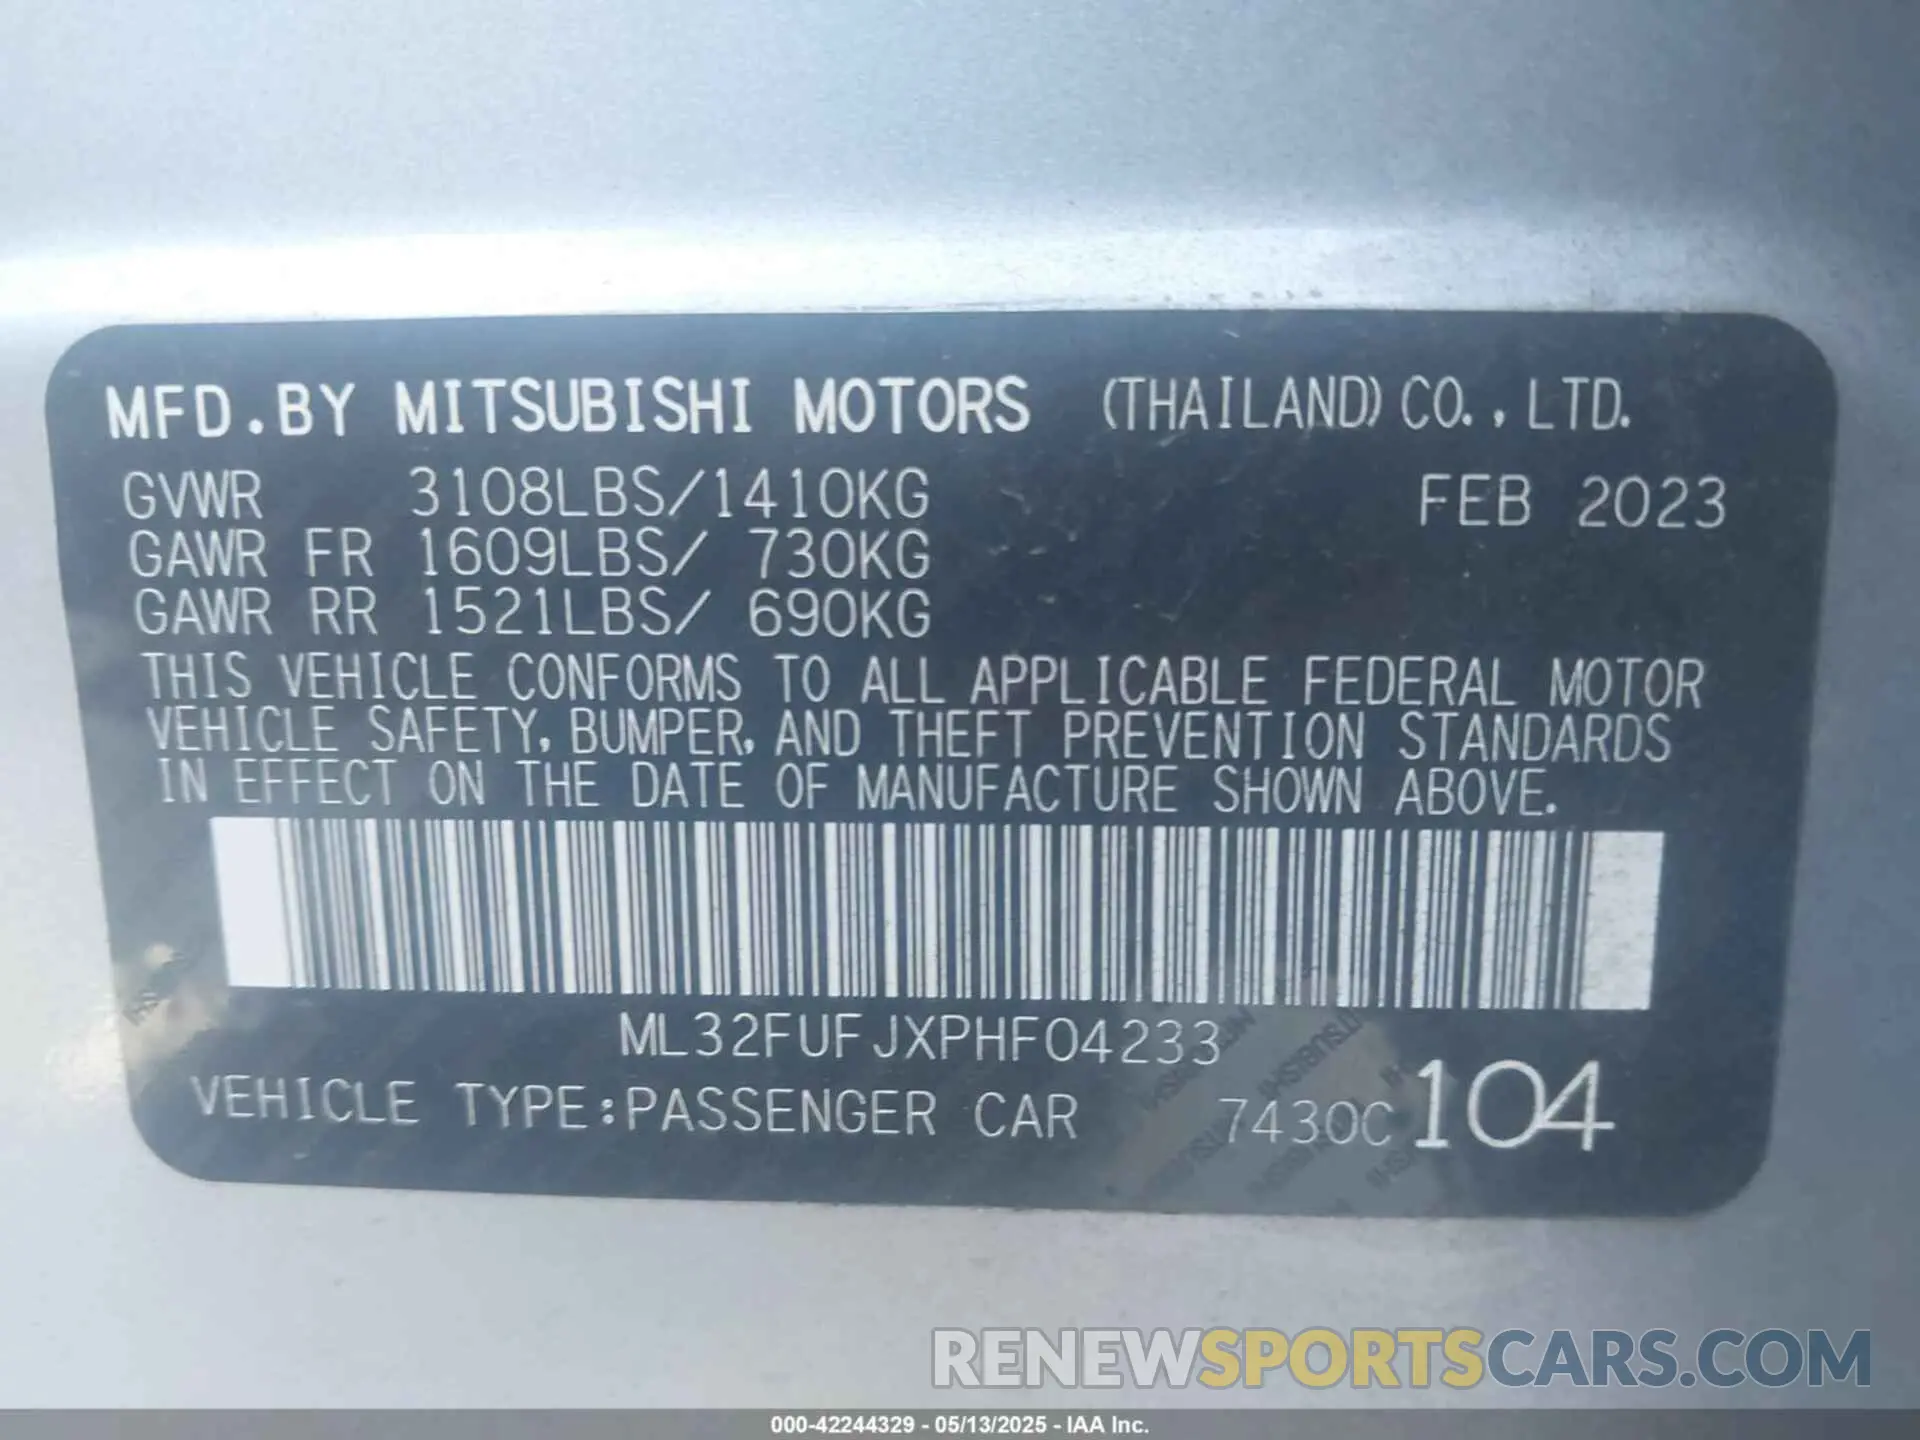 MFD.BY MITSUBISHI MOTORS (THAILAND) CO.,LTD.
GVWR 3108LBS/1410KG FEB 2023
GAWR FR 1609LBS/ 730KG
GAWR RR 1521LBS/ 690KG
THIS VEHICLE CONFORMS TO ALL APPLICABLE FEDERAL MOTOR
VEHICLE SAFETY, BUMPER, AND THEFT PREVENTION STANDARDS
IN EFFECT ON THE DATE OF MANUFACTURE SHOWN ABOVE.
ML32FUFJXPHF04233
VEHICLE TYPE:PASSENGER CAR 7430C 104
RENEWSPORTSCARS.COM
000-42244329 - 05/13/2025 - IAA Inc.